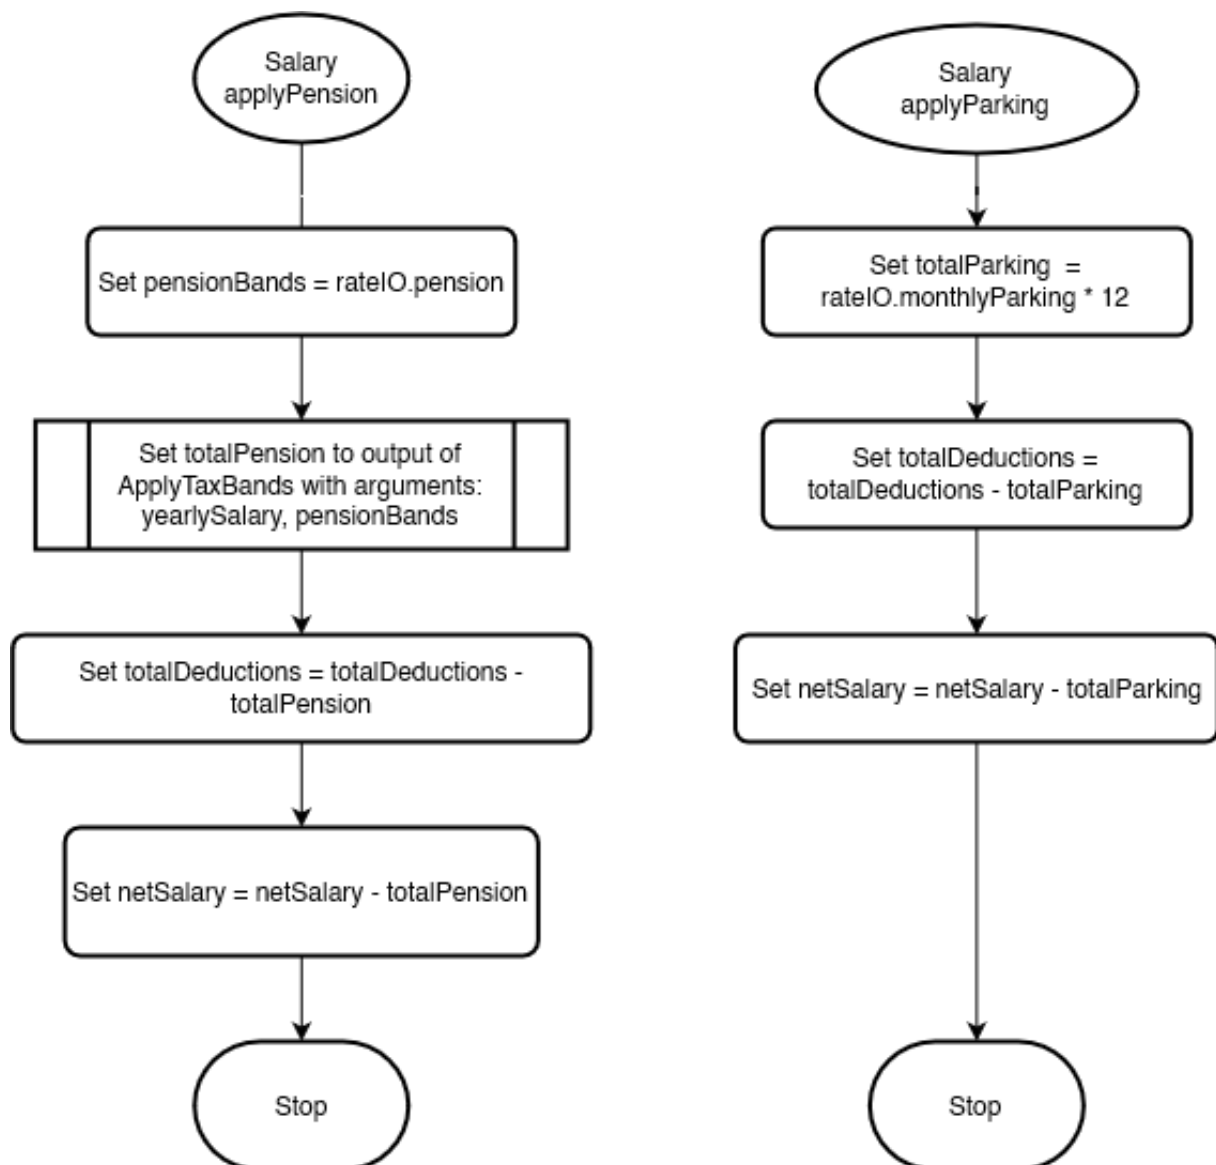 Salary
applyPension
Set pensionBands = rateIO.pension
Set totalPension to output of
ApplyTaxBands with arguments:
yearlySalary, pensionBands
Set totalDeductions = totalDeductions -
totalPension
Set netSalary = netSalary - totalPension
Stop
Salary
applyParking
Set totalParking  =
rateIO.monthlyParking * 12
Set totalDeductions =
totalDeductions - totalParking
Set netSalary = netSalary - totalParking
Stop